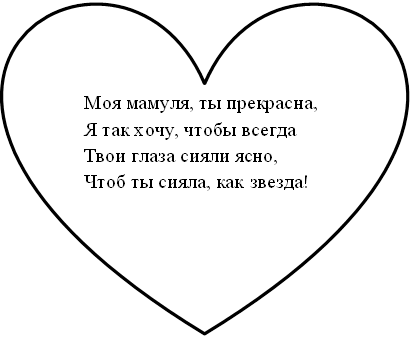 Моя мамуля, ты прекрасна,
Я так хочу, чтобы всегда
Твои глаза сияли ясно,
Чтоб ты сияла, как звезда!